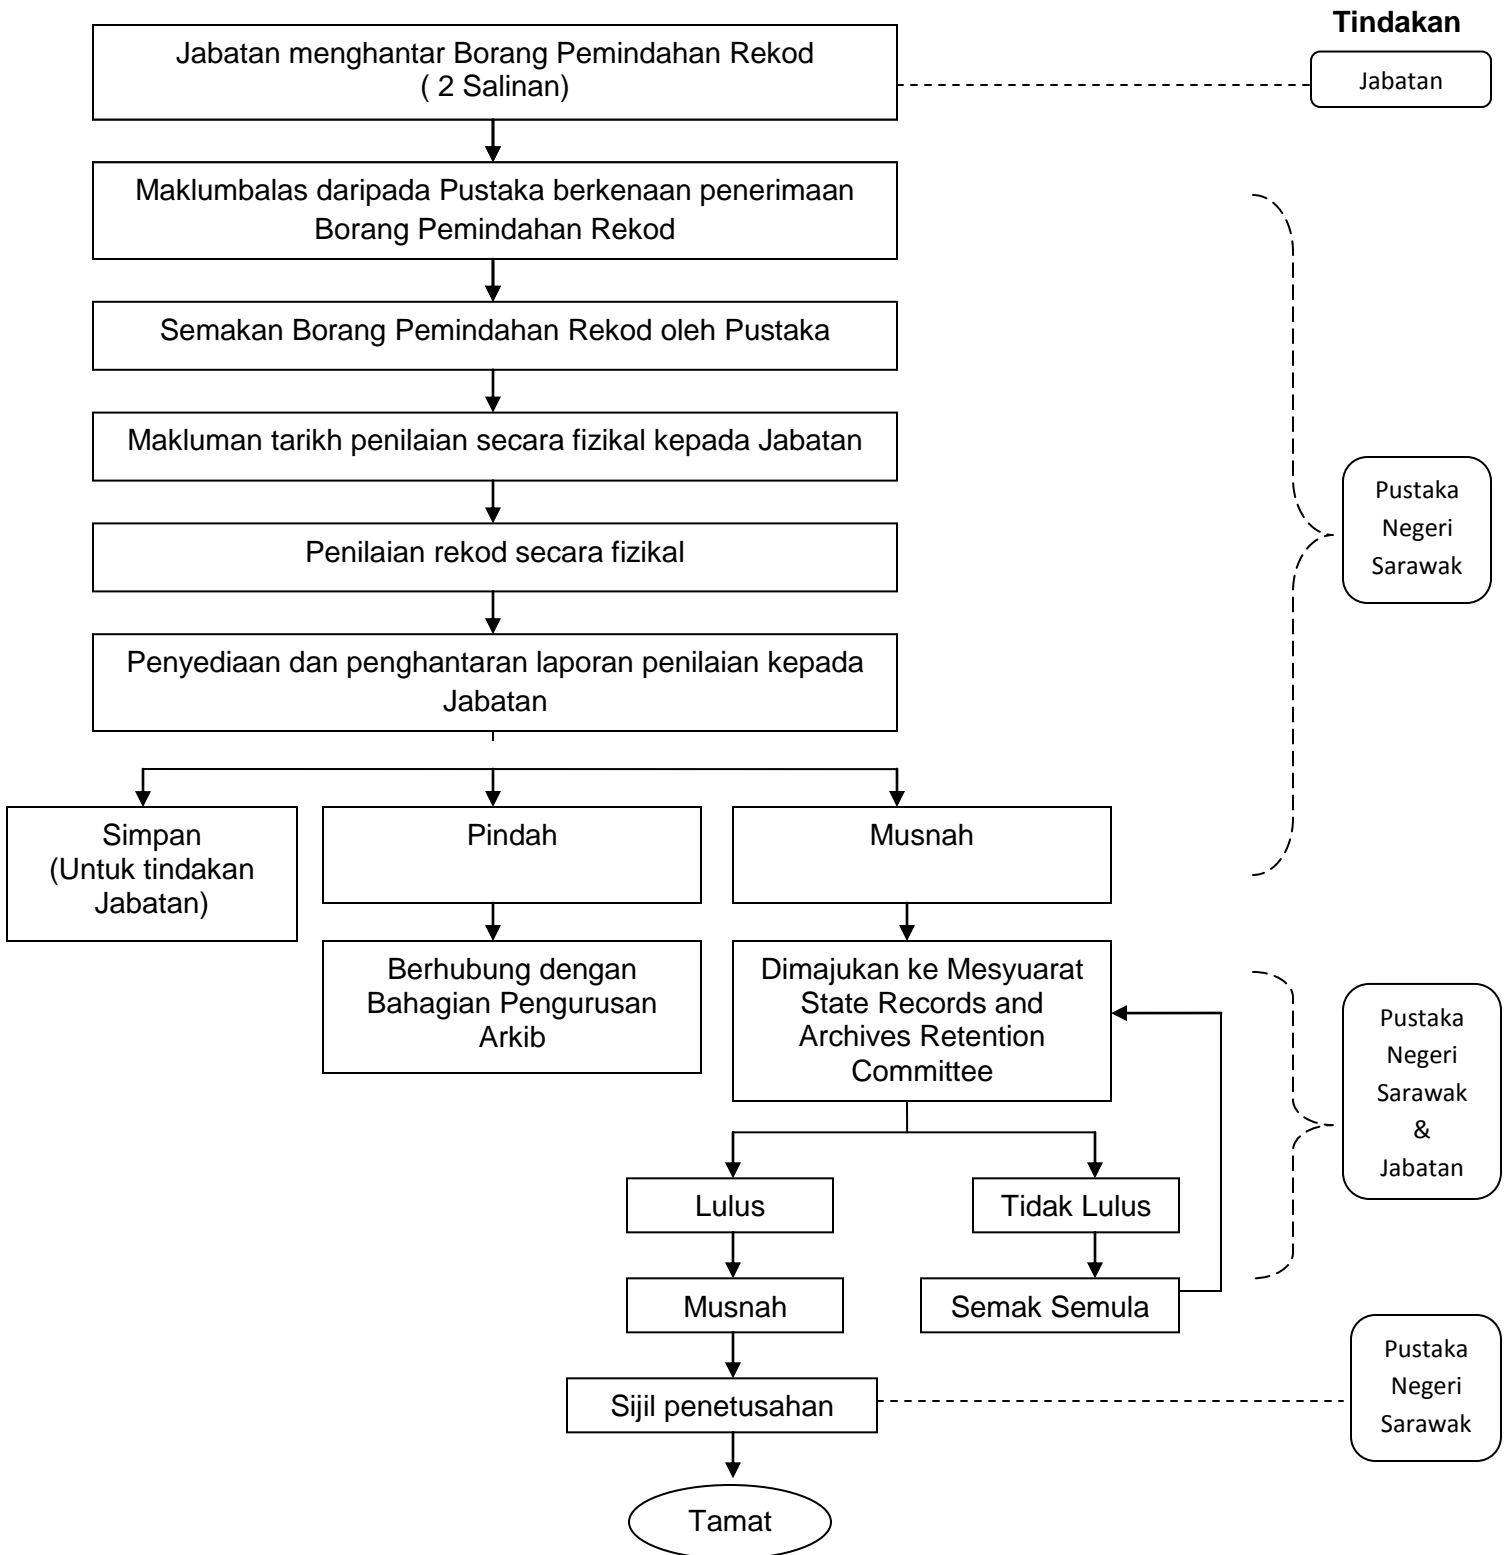 Tindakan
Jabatan menghantar Borang Pemindahan Rekod
( 2 Salinan)
Jabatan
Maklumbalas daripada Pustaka berkenaan penerimaan
Borang Pemindahan Rekod
Semakan Borang Pemindahan Rekod oleh Pustaka
Makluman tarikh penilaian secara fizikal kepada Jabatan
Penilaian rekod secara fizikal
Penyediaan dan penghantaran laporan penilaian kepada
Jabatan
Pustaka
Negeri
Sarawak
Simpan
(Untuk tindakan
Jabatan)
Pindah
Musnah
Berhubung dengan
Bahagian Pengurusan
Arkib
Dimajukan ke Mesyuarat
State Records and
Archives Retention
Committee
Pustaka
Negeri
Sarawak
&
Jabatan
Lulus
Tidak Lulus
Musnah
Semak Semula
Sijil penetusahan
Pustaka
Negeri
Sarawak
Tamat